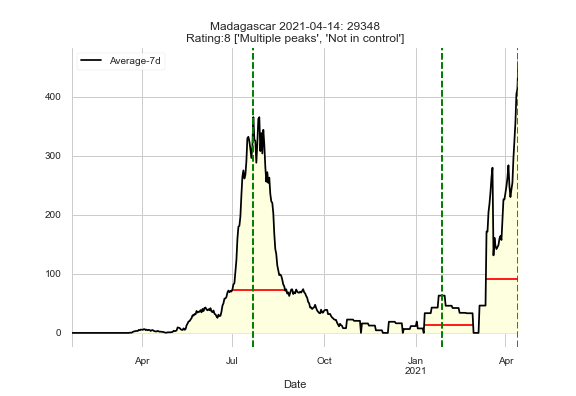 Madagascar 2021-04-14: 29348
Rating:8 ['Multiple peaks', 'Not in control']
Average-7d
400
300
200
100
0
Apr
Jul
Oct
Jan
2021
Apr
Date